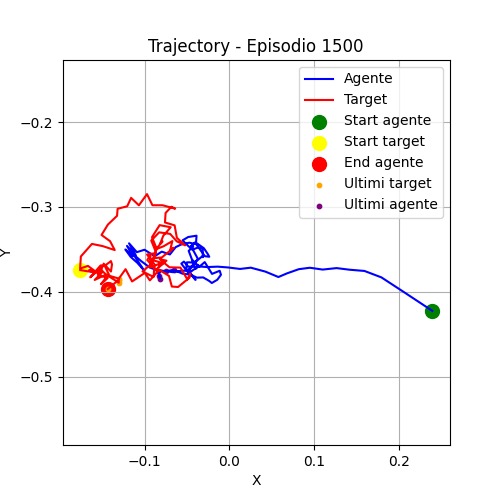 Trajectory - Episodio 1500
Agente
Target
Start agente
Start target
End agente
Ultimi target
Ultimi agente
−0.2
−0.3
−0.4
−0.5
Y
−0.1
0.0
0.1
0.2
X